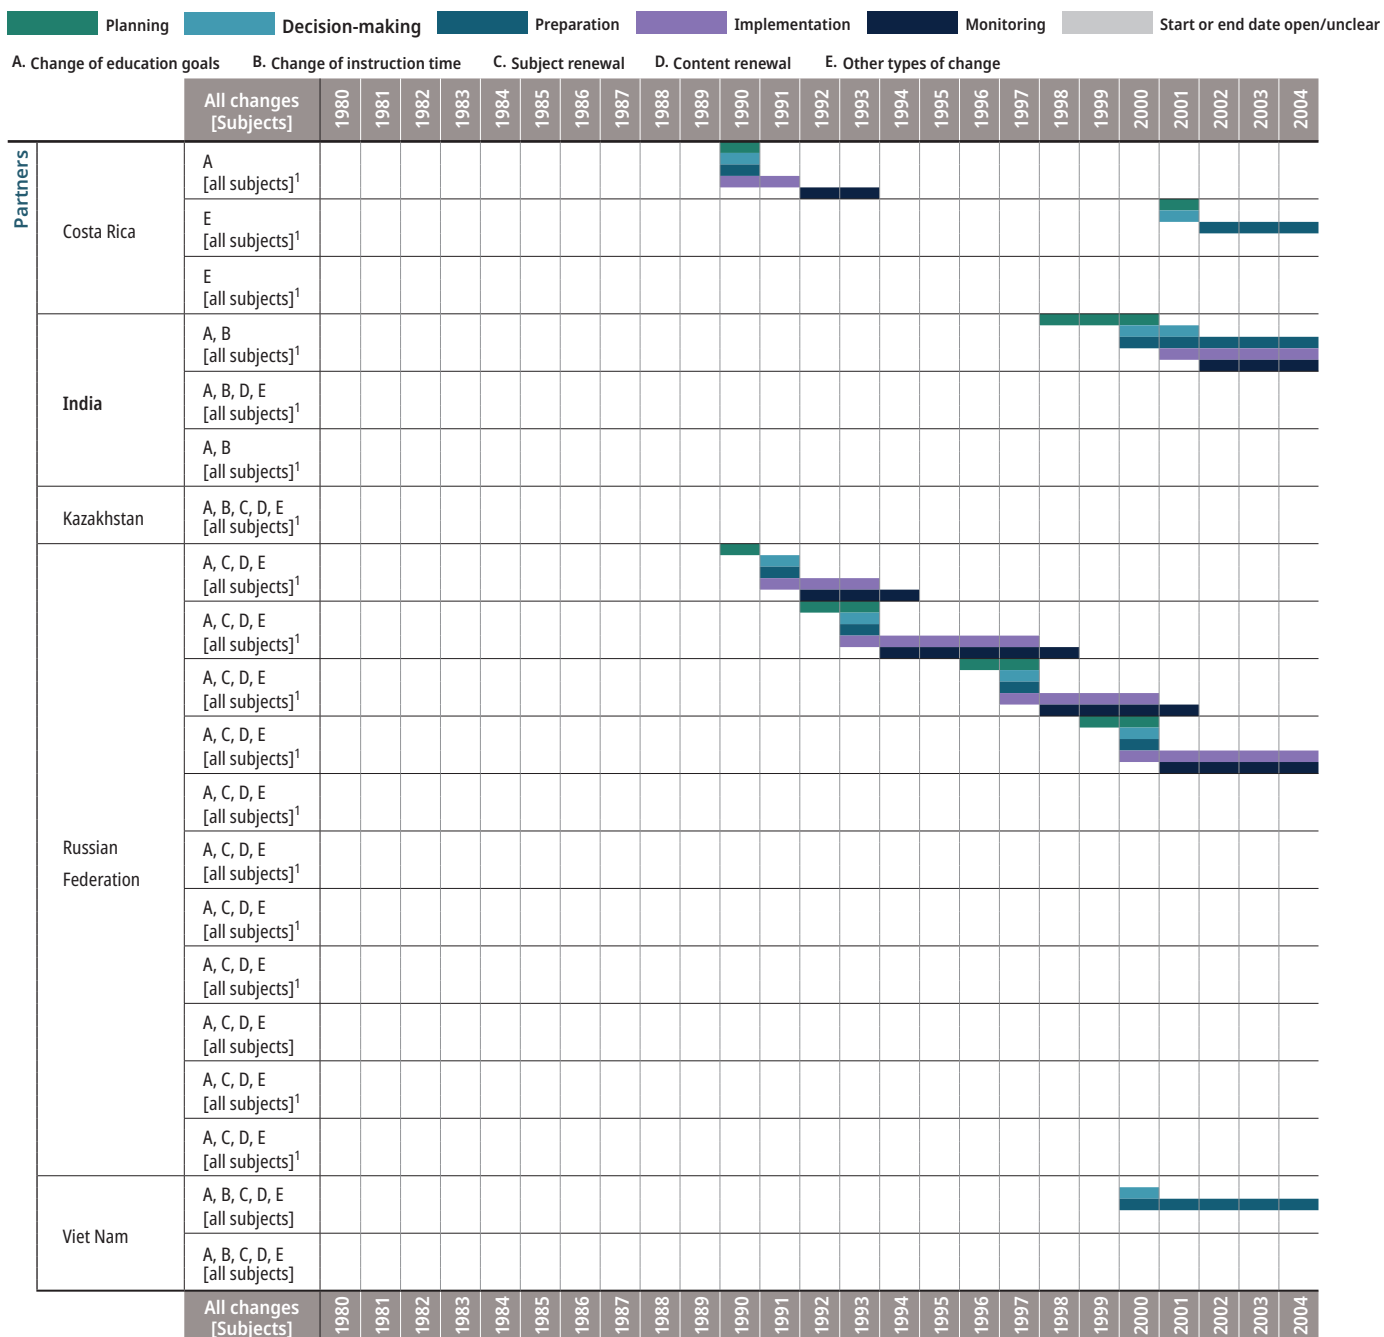 Planning Decision-making Preparation Implementation Monitoring Start or end date open/unclear
A. Change of education goals B. Change of instruction time C. Subject renewal D. Content renewal E. Other types of change
All changes
[Subjects]
1980 1981 1982 1983 1984 1985 1986 1987 1988 1989 1990 1991 1992 1993 1994 1995 1996 1997 1998 1999 2000 2001 2002 2003 2004
Partners
Costa Rica
A
[all subjects]1
E
[all subjects]1
E
[all subjects]1
India
A, B
[all subjects]1
A, B, D, E
[all subjects]1
A, B
[all subjects]1
Kazakhstan
A, B, C, D, E
[all subjects]1
Russian
Federation
A, C, D, E
[all subjects]1
A, C, D, E
[all subjects]1
A, C, D, E
[all subjects]1
A, C, D, E
[all subjects]1
A, C, D, E
[all subjects]1
A, C, D, E
[all subjects]1
A, C, D, E
[all subjects]1
A, C, D, E
[all subjects]1
A, C, D, E
[all subjects]
A, C, D, E
[all subjects]1
A, C, D, E
[all subjects]1
Viet Nam
A, B, C, D, E
[all subjects]
A, B, C, D, E
[all subjects]
All changes
[Subjects]
1980 1981 1982 1983 1984 1985 1986 1987 1988 1989 1990 1991 1992 1993 1994 1995 1996 1997 1998 1999 2000 2001 2002 2003 2004